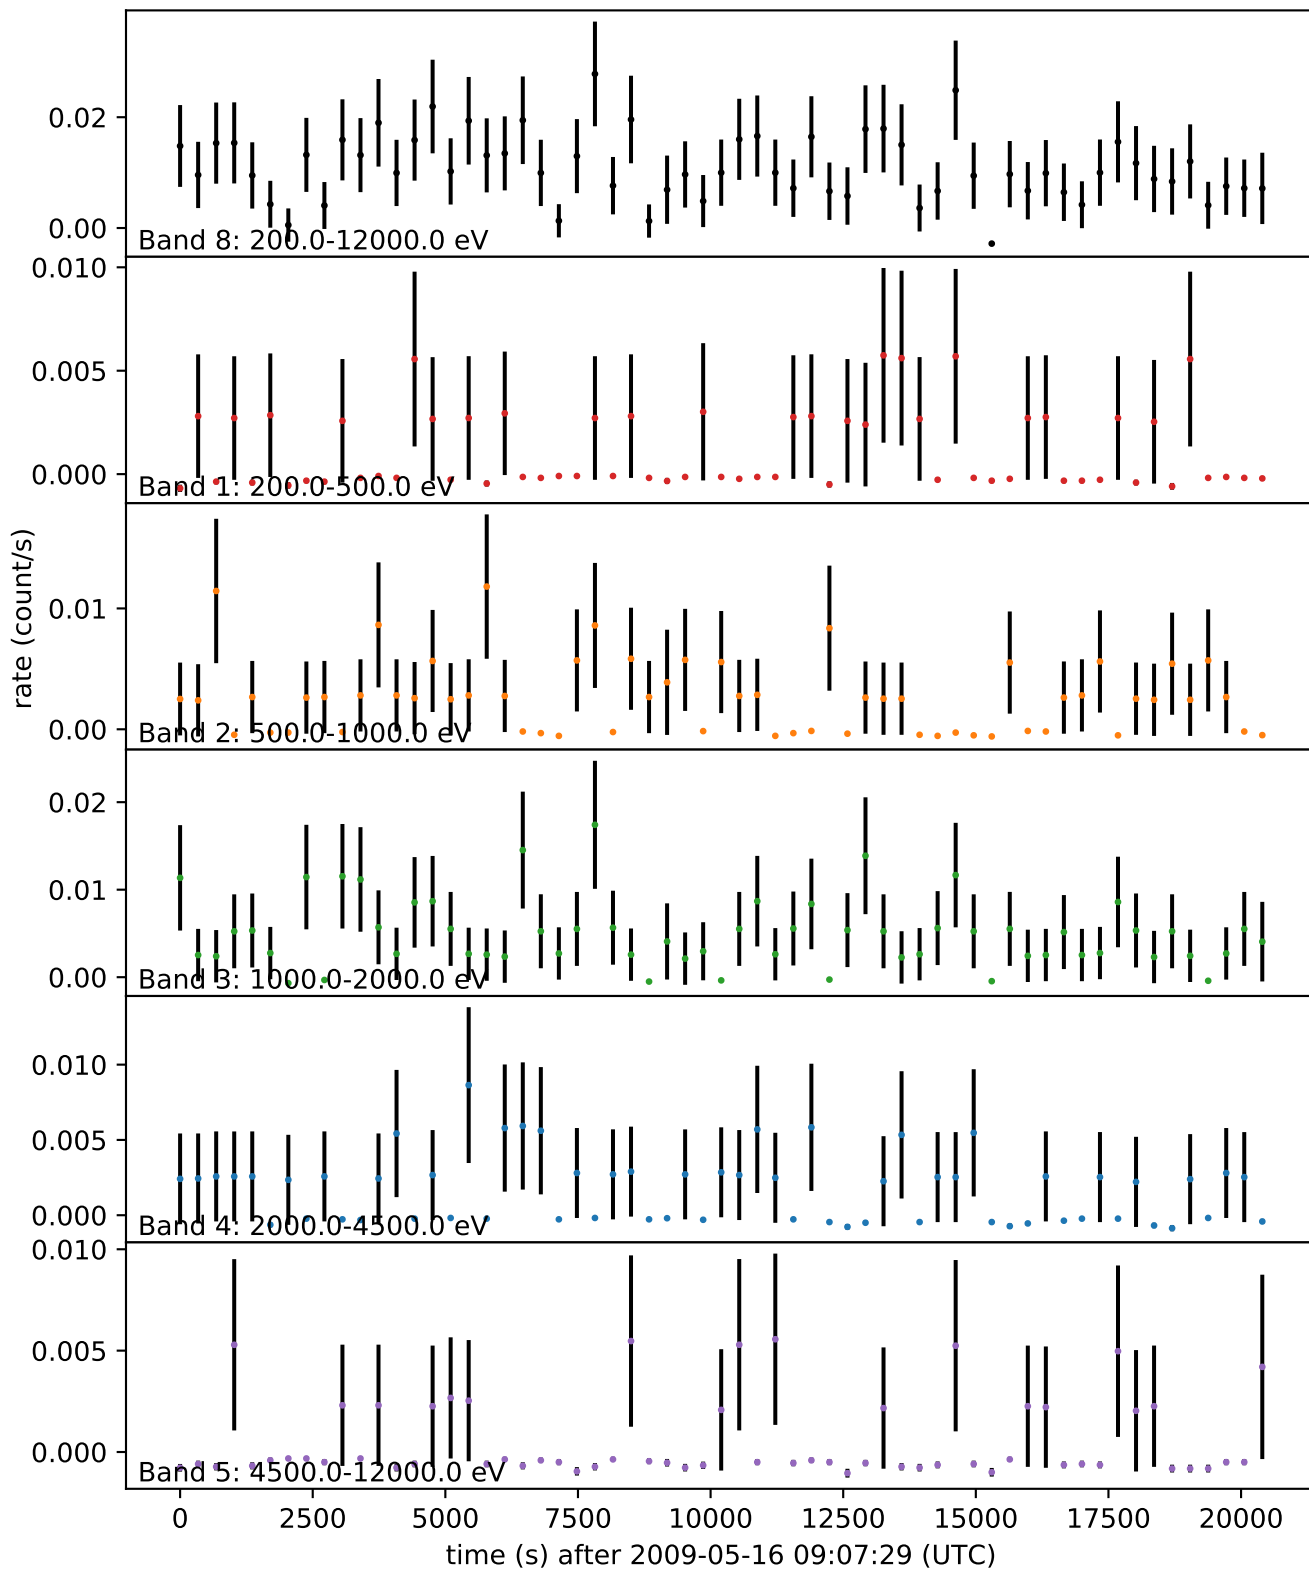 0.02
0.00
Band 8: 200.0-12000.0 eV
0.010
0.005
0.000
Band 1: 200.0-500.0 eV
rate (count/s)
0.01
0.00
Band 2: 500.0-1000.0 eV
0.02
0.01
0.00
Band 3: 1000.0-2000.0 eV
0.010
0.005
0.000
Band 4: 2000.0-4500.0 eV
0.010
0.005
0.000
Band 5: 4500.0-12000.0 eV
0 2500 5000 7500 10000 12500 15000 17500 20000
time (s) after 2009-05-16 09:07:29 (UTC)